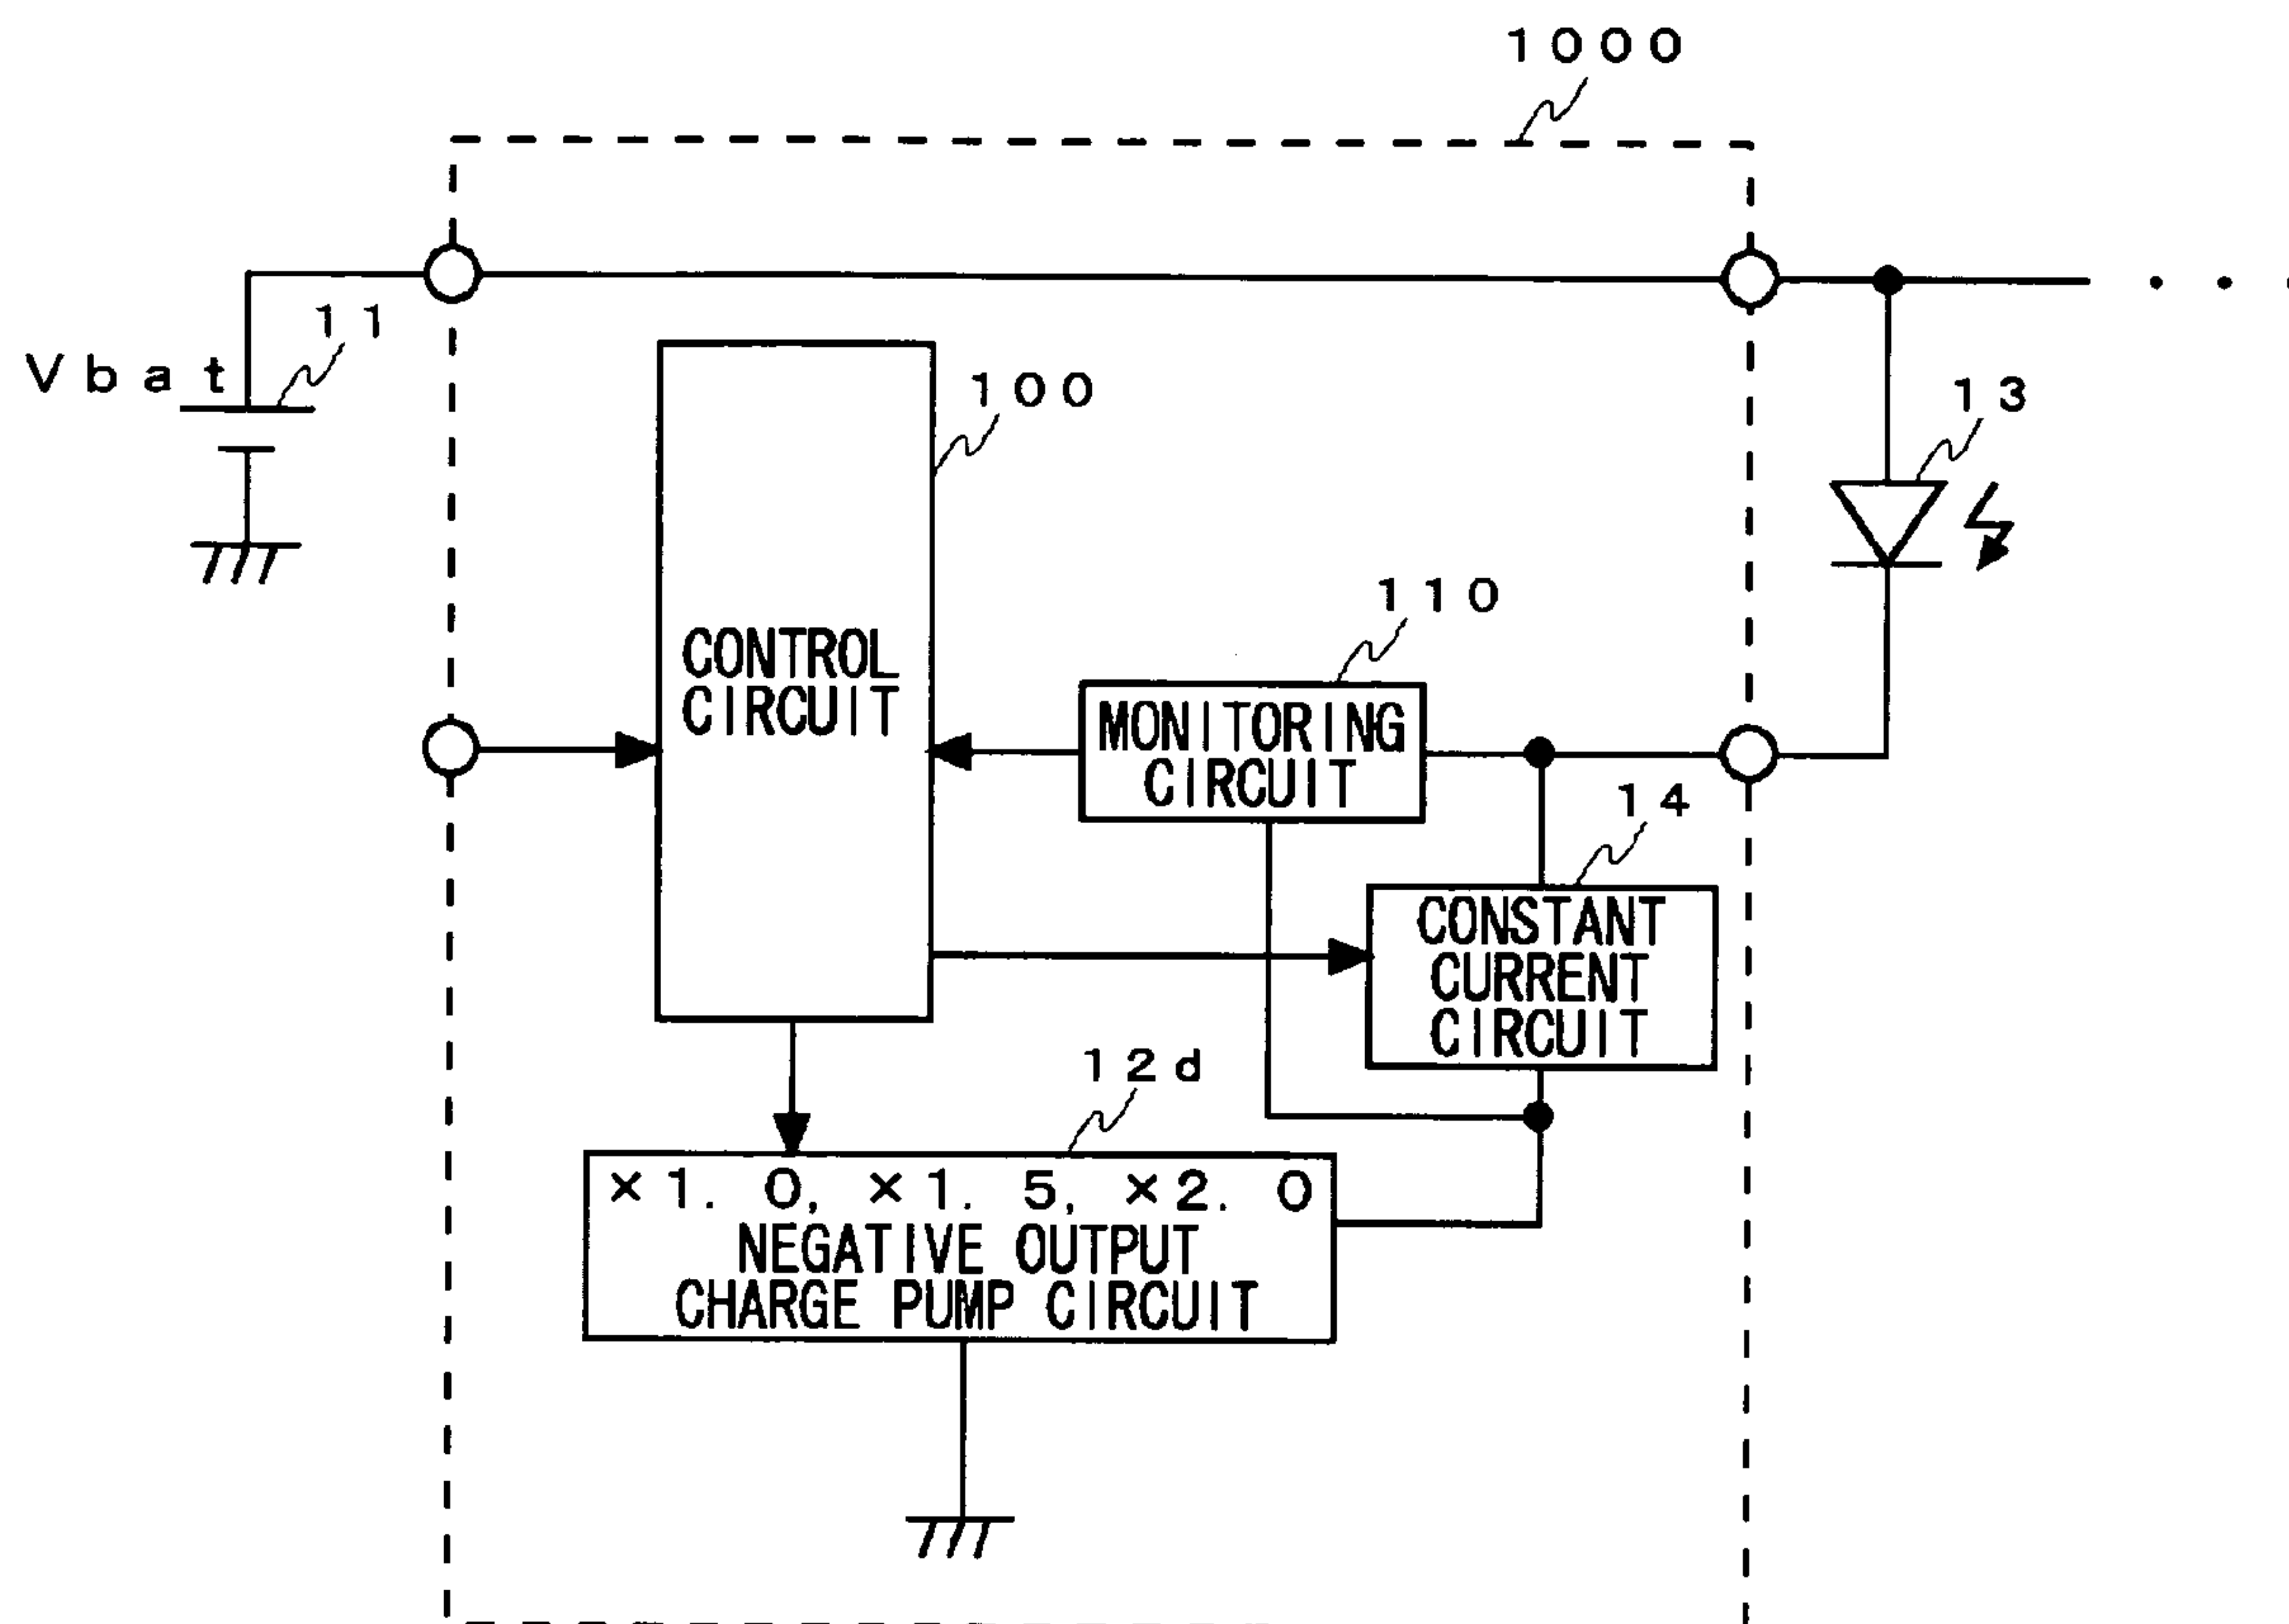 1000
11
Vbat
100
13
CONTROL
CIRCUIT
110
MONITORING
CIRCUIT
14
CONSTANT
CURRENT
CIRCUIT
12d
×1.0, ×1.5, ×2.0
NEGATIVE OUTPUT
CHARGE PUMP CIRCUIT